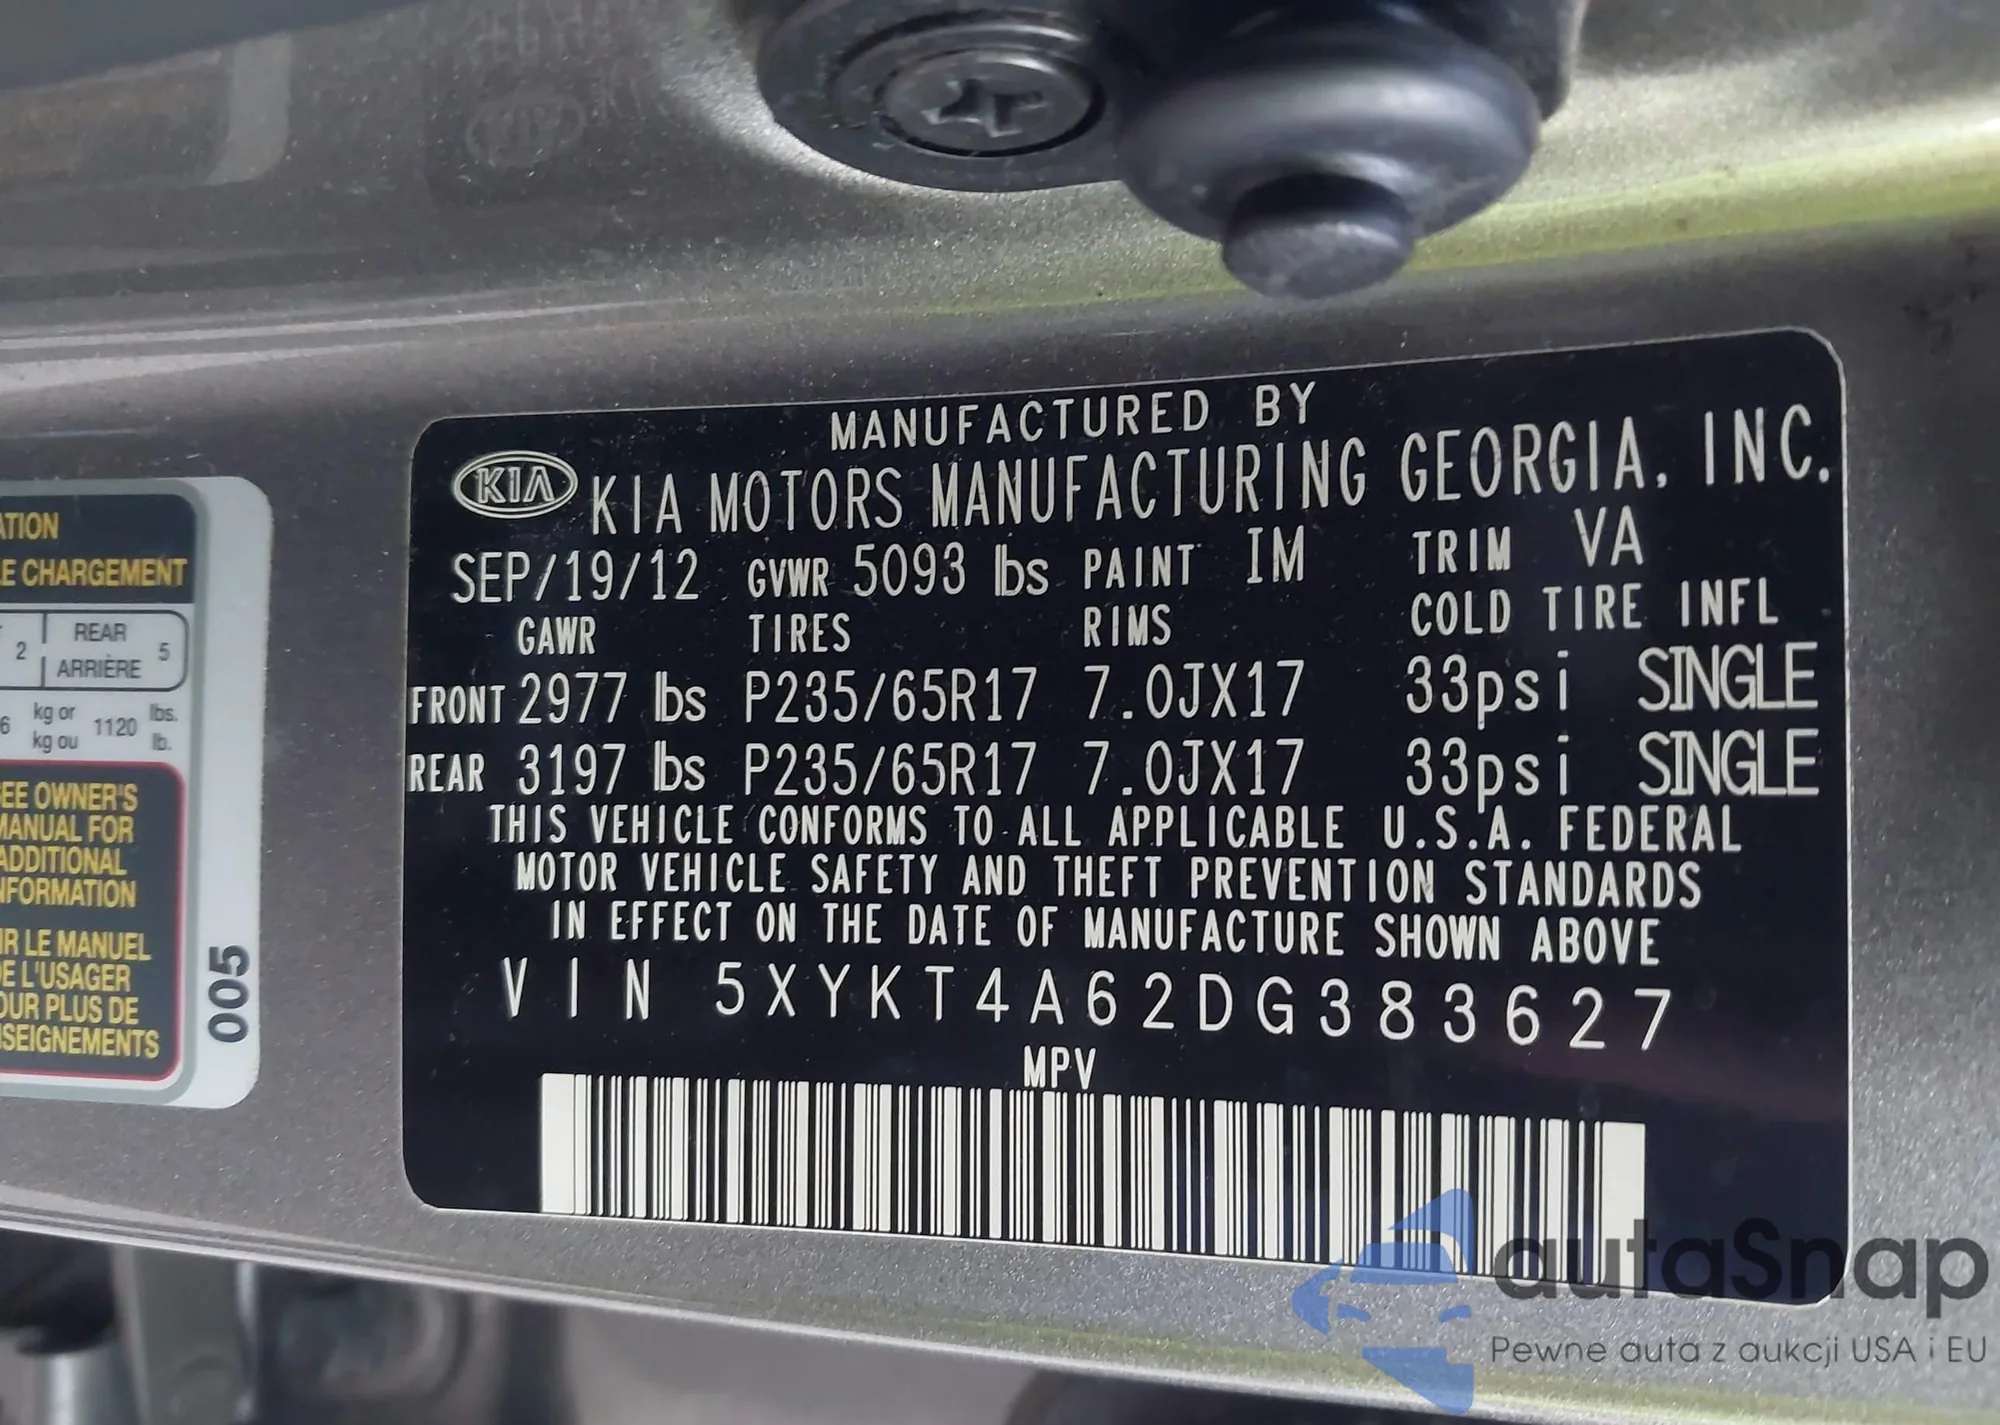 ATION
E CHARGEMENT
2 REAR 5
ARRIÈRE
6 kg or 1120 lbs.
kg ou lb.
SEE OWNER'S
MANUAL FOR
ADDITIONAL
NFORMATION
IR LE MANUEL
DE L'USAGER
OUR PLUS DE
SEIGNEMENTS
005
MANUFACTURED BY
KIA KIA MOTORS MANUFACTURING GEORGIA, INC.
SEP/19/12 GVWR 5093 lbs PAINT IM TRIM VA
GAWR TIRES RIMS COLD TIRE INFL
FRONT 2977 lbs P235/65R17 7.0JX17 33psi SINGLE
REAR 3197 lbs P235/65R17 7.0JX17 33psi SINGLE
THIS VEHICLE CONFORMS TO ALL APPLICABLE U.S.A. FEDERAL
MOTOR VEHICLE SAFETY AND THEFT PREVENTION STANDARDS
IN EFFECT ON THE DATE OF MANUFACTURE SHOWN ABOVE
VIN 5XYKT4A62DG383627
MPV
autaSnap
Pewne auta z aukcji USA i EU